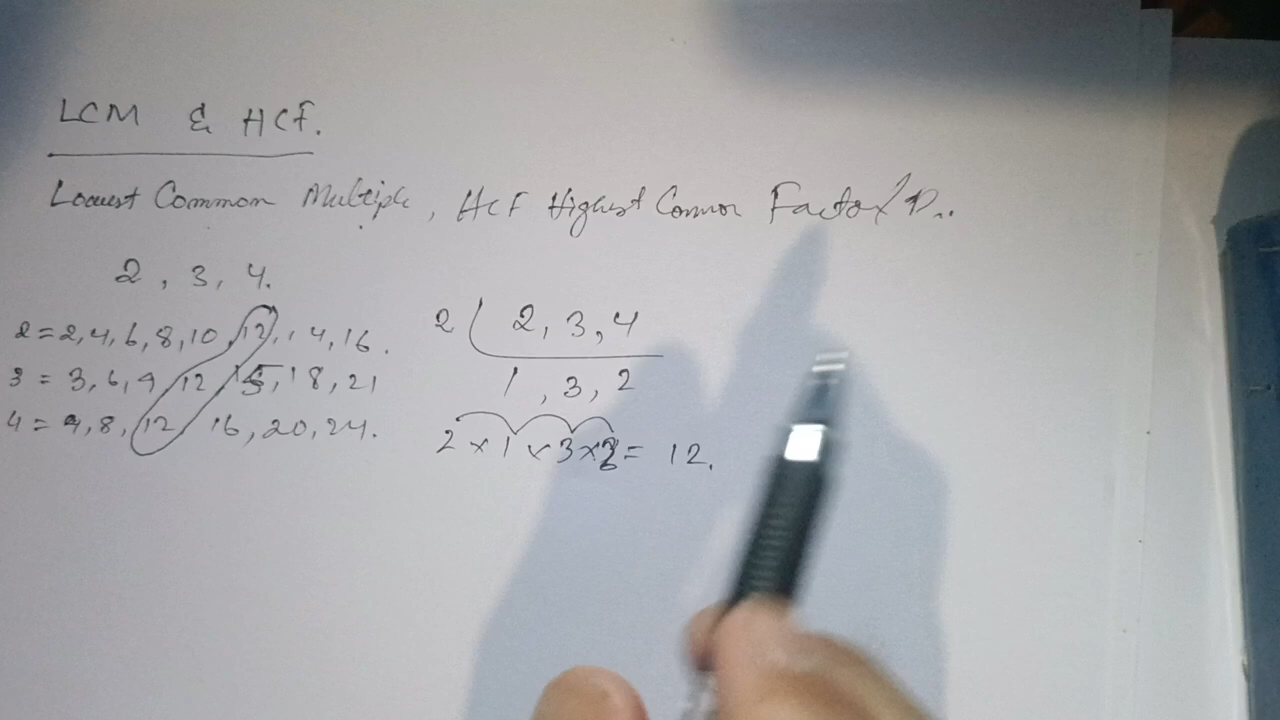 LCM & HCF.
Lowest Common Multiple, HCF Highest Common Factor/D..
2, 3, 4.
2 = 2, 4, 6, 8, 10, 12, 14, 16.
3 = 3, 6, 9, 12 15, 18, 21
4 = 4, 8, 12 16, 20, 24.
2 ( 2, 3, 4
1, 3, 2
2 × 1 × 3 × 2 = 12.